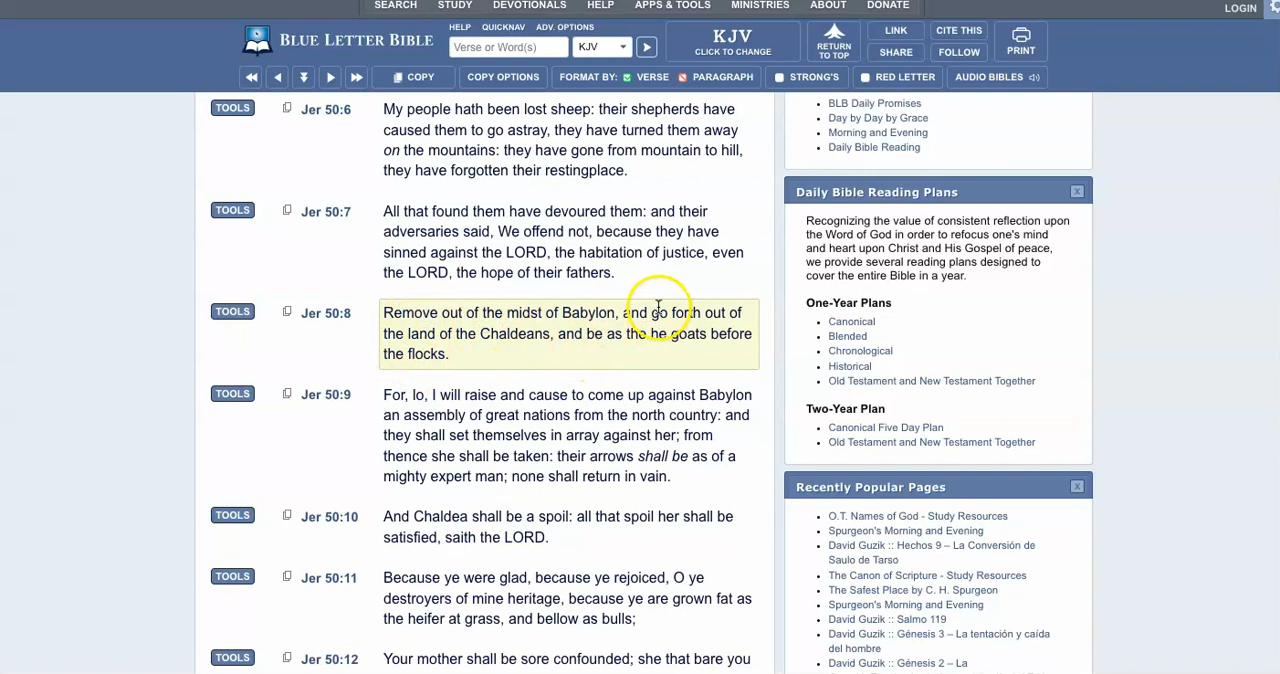 SEARCH STUDY DEVOTIONALS HELP APPS & TOOLS MINISTRIES ABOUT DONATE
LOGIN
BLUE LETTER BIBLE
HELP QUICKNAV ADV. OPTIONS
Verse or Word(s)
KJV
KJV
CLICK TO CHANGE
RETURN
TO TOP
LINK
CITE THIS
SHARE
FOLLOW
PRINT
COPY
COPY OPTIONS
FORMAT BY: VERSE PARAGRAPH
STRONG'S
RED LETTER
AUDIO BIBLES
TOOLS
Jer 50:6
My people hath been lost sheep: their shepherds have
caused them to go astray, they have turned them away
on the mountains: they have gone from mountain to hill,
they have forgotten their restingplace.
TOOLS
Jer 50:7
All that found them have devoured them: and their
adversaries said, We offend not, because they have
sinned against the LORD, the habitation of justice, even
the LORD, the hope of their fathers.
TOOLS
Jer 50:8
Remove out of the midst of Babylon, and go forth out of
the land of the Chaldeans, and be as the he goats before
the flocks.
TOOLS
Jer 50:9
For, lo, I will raise and cause to come up against Babylon
an assembly of great nations from the north country: and
they shall set themselves in array against her; from
thence she shall be taken: their arrows shall be as of a
mighty expert man; none shall return in vain.
TOOLS
Jer 50:10
And Chaldea shall be a spoil: all that spoil her shall be
satisfied, saith the LORD.
TOOLS
Jer 50:11
Because ye were glad, because ye rejoiced, O ye
destroyers of mine heritage, because ye are grown fat as
the heifer at grass, and bellow as bulls;
TOOLS
Jer 50:12
Your mother shall be sore confounded; she that bare you
BLB Daily Promises
Day by Day by Grace
Morning and Evening
Daily Bible Reading
Daily Bible Reading Plans
Recognizing the value of consistent reflection upon
the Word of God in order to refocus one's mind
and heart upon Christ and His Gospel of peace,
we provide several reading plans designed to
cover the entire Bible in a year.
One-Year Plans
Canonical
Blended
Chronological
Historical
Old Testament and New Testament Together
Two-Year Plan
Canonical Five Day Plan
Old Testament and New Testament Together
Recently Popular Pages
O.T. Names of God - Study Resources
Spurgeon's Morning and Evening
David Guzik :: Hechos 9 – La Conversión de
Saulo de Tarso
The Canon of Scripture - Study Resources
The Safest Place by C. H. Spurgeon
Spurgeon's Morning and Evening
David Guzik :: Salmo 119
David Guzik :: Génesis 3 – La tentación y caída
del hombre
David Guzik :: Génesis 2 – La